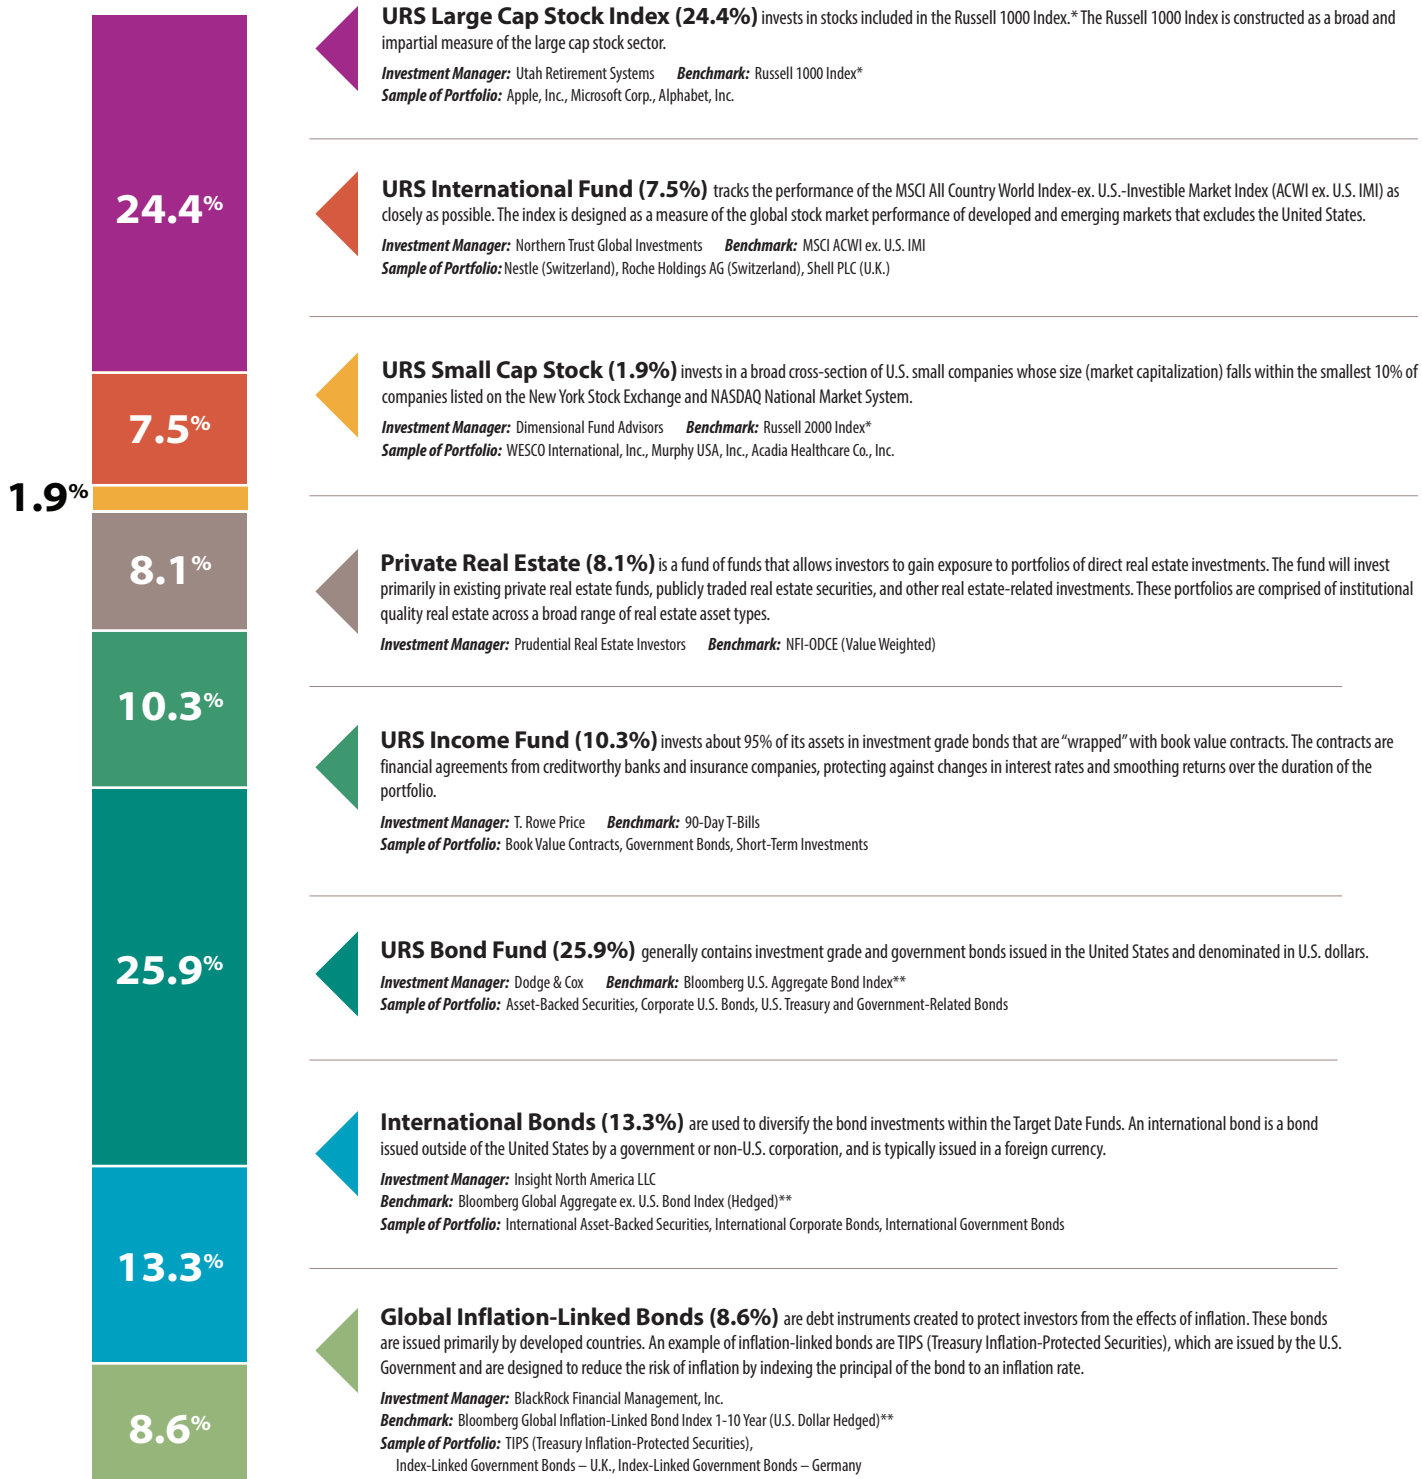 URS Large Cap Stock Index (24.4%) invests in stocks included in the Russell 1000 Index.* The Russell 1000 Index is constructed as a broad and
impartial measure of the large cap stock sector.
Investment Manager: Utah Retirement Systems Benchmark: Russell 1000 Index*
Sample of Portfolio: Apple, Inc., Microsoft Corp., Alphabet, Inc.
24.4%
URS International Fund (7.5%) tracks the performance of the MSCI All Country World Index-ex. U.S.-Investible Market Index (ACWI ex. U.S. IMI) as
closely as possible. The index is designed as a measure of the global stock market performance of developed and emerging markets that excludes the United States.
Investment Manager: Northern Trust Global Investments Benchmark: MSCI ACWI ex. U.S. IMI
Sample of Portfolio: Nestle (Switzerland), Roche Holdings AG (Switzerland), Shell PLC (U.K.)
7.5%
URS Small Cap Stock (1.9%) invests in a broad cross-section of U.S. small companies whose size (market capitalization) falls within the smallest 10% of
companies listed on the New York Stock Exchange and NASDAQ National Market System.
Investment Manager: Dimensional Fund Advisors Benchmark: Russell 2000 Index*
Sample of Portfolio: WESCO International, Inc., Murphy USA, Inc., Acadia Healthcare Co., Inc.
1.9%
8.1%
Private Real Estate (8.1%) is a fund of funds that allows investors to gain exposure to portfolios of direct real estate investments. The fund will invest
primarily in existing private real estate funds, publicly traded real estate securities, and other real estate-related investments. These portfolios are comprised of institutional
quality real estate across a broad range of real estate asset types.
Investment Manager: Prudential Real Estate Investors Benchmark: NFI-ODCE (Value Weighted)
10.3%
URS Income Fund (10.3%) invests about 95% of its assets in investment grade bonds that are “wrapped” with book value contracts. The contracts are
financial agreements from creditworthy banks and insurance companies, protecting against changes in interest rates and smoothing returns over the duration of the
portfolio.
Investment Manager: T. Rowe Price Benchmark: 90-Day T-Bills
Sample of Portfolio: Book Value Contracts, Government Bonds, Short-Term Investments
25.9%
URS Bond Fund (25.9%) generally contains investment grade and government bonds issued in the United States and denominated in U.S. dollars.
Investment Manager: Dodge & Cox Benchmark: Bloomberg U.S. Aggregate Bond Index**
Sample of Portfolio: Asset-Backed Securities, Corporate U.S. Bonds, U.S. Treasury and Government-Related Bonds
13.3%
International Bonds (13.3%) are used to diversify the bond investments within the Target Date Funds. An international bond is a bond
issued outside of the United States by a government or non-U.S. corporation, and is typically issued in a foreign currency.
Investment Manager: Insight North America LLC
Benchmark: Bloomberg Global Aggregate ex. U.S. Bond Index (Hedged)**
Sample of Portfolio: International Asset-Backed Securities, International Corporate Bonds, International Government Bonds
8.6%
Global Inflation-Linked Bonds (8.6%) are debt instruments created to protect investors from the effects of inflation. These bonds
are issued primarily by developed countries. An example of inflation-linked bonds are TIPS (Treasury Inflation-Protected Securities), which are issued by the U.S.
Government and are designed to reduce the risk of inflation by indexing the principal of the bond to an inflation rate.
Investment Manager: BlackRock Financial Management, Inc.
Benchmark: Bloomberg Global Inflation-Linked Bond Index 1-10 Year (U.S. Dollar Hedged)**
Sample of Portfolio: TIPS (Treasury Inflation-Protected Securities),
Index-Linked Government Bonds – U.K., Index-Linked Government Bonds – Germany